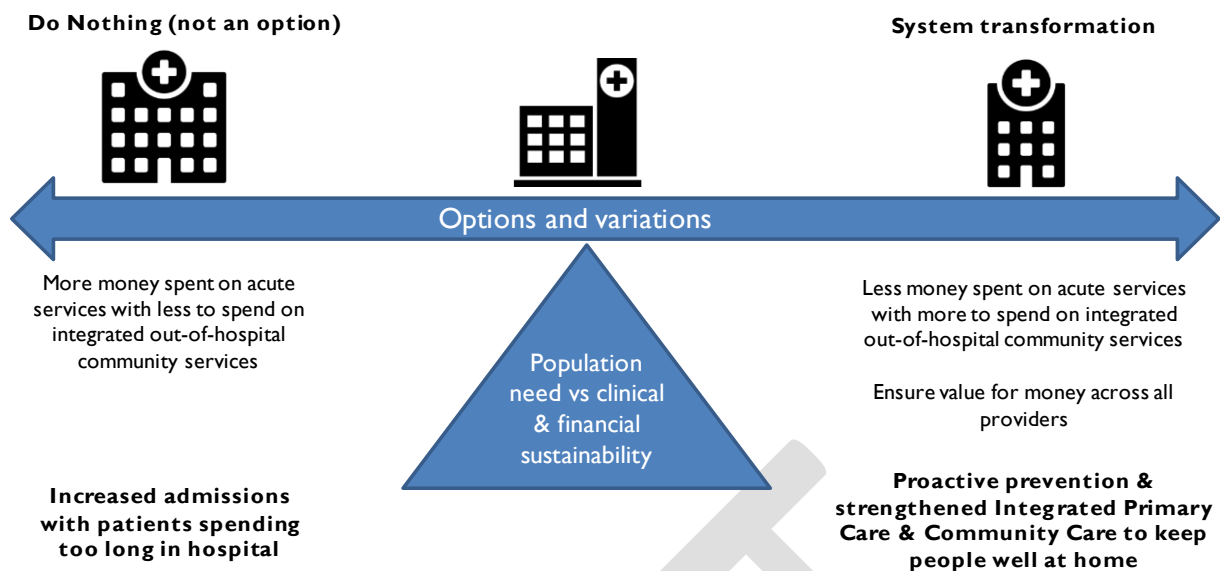 Do Nothing (not an option)
System transformation
Options and variations
More money spent on acute
services with less to spend on
integrated out-of-hospital
community services
Increased admissions
with patients spending
too long in hospital
Population
need vs clinical
& financial
sustainability
Less money spent on acute services
with more to spend on integrated
out-of-hospital community services
Ensure value for money across all
providers
Proactive prevention &
strengthened Integrated Primary
Care & Community Care to keep
people well at home